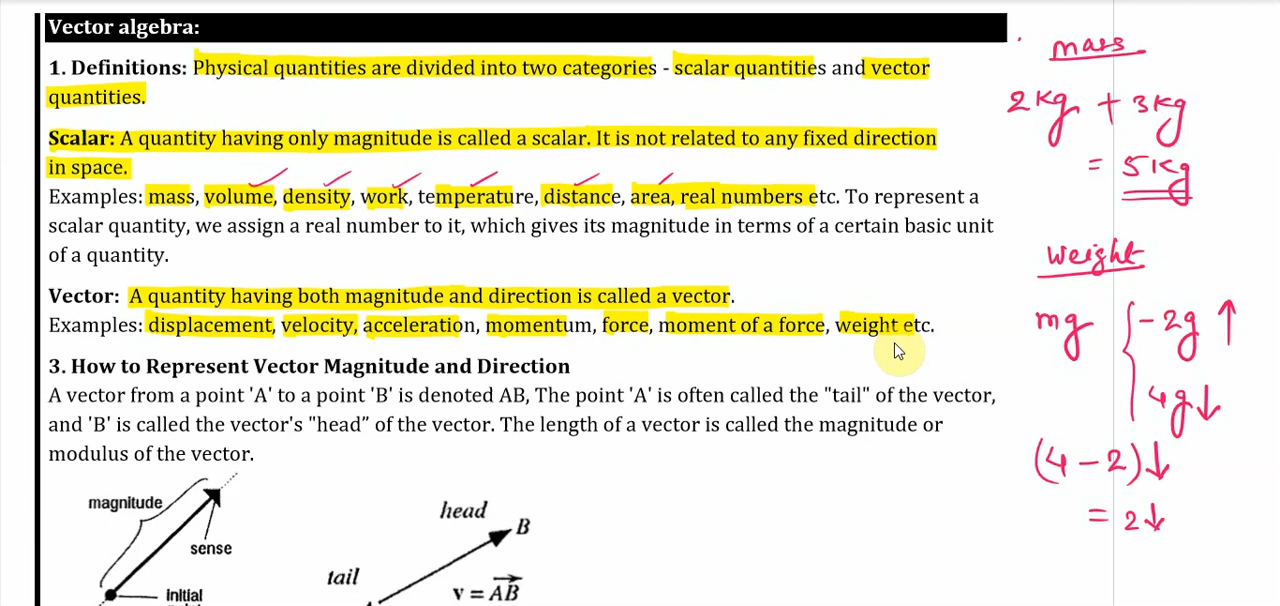 Vector algebra:
1. Definitions: Physical quantities are divided into two categories - scalar quantities and vector
quantities.
Scalar: A quantity having only magnitude is called a scalar. It is not related to any fixed direction
in space.
Examples: mass, volume, density, work, temperature, distance, area, real numbers etc. To represent a
scalar quantity, we assign a real number to it, which gives its magnitude in terms of a certain basic unit
of a quantity.
Vector: A quantity having both magnitude and direction is called a vector.
Examples: displacement, velocity, acceleration, momentum, force, moment of a force, weight etc.
3. How to Represent Vector Magnitude and Direction
A vector from a point 'A' to a point 'B' is denoted AB, The point 'A' is often called the "tail" of the vector,
and 'B' is called the vector's "head” of the vector. The length of a vector is called the magnitude or
modulus of the vector.
magnitude
sense
Initial
head
B
tail
v = AB
mass
2kg + 3kg
= 5kg
Weight
mg { -2g ↑
4g ↓
(4 - 2)↓
= 2↓